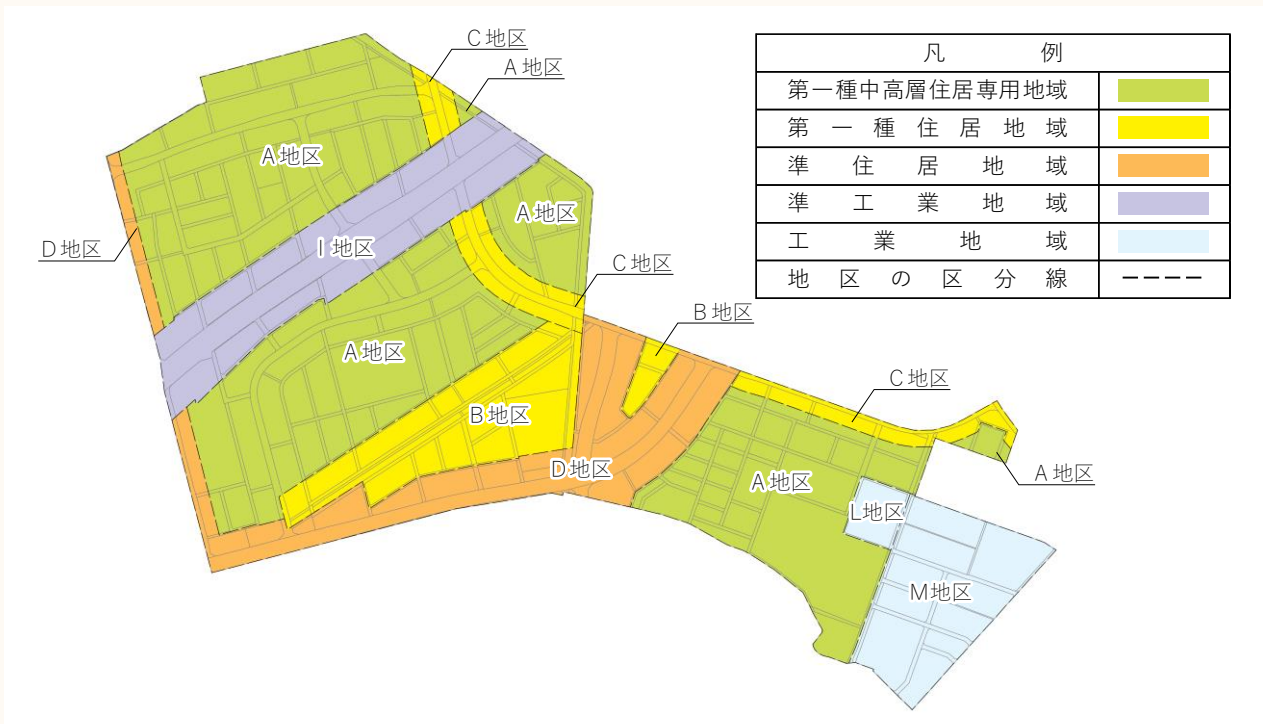 C地区
A地区
A地区
A地区
D地区
I地区
C地区
B地区
A地区
C地区
B地区
D地区
A地区
A地区
L地区
M地区
凡例
第一種中高層住居専用地域
第一種住居地域
準住居地域
準工業地域
工業地域
地区の区分線